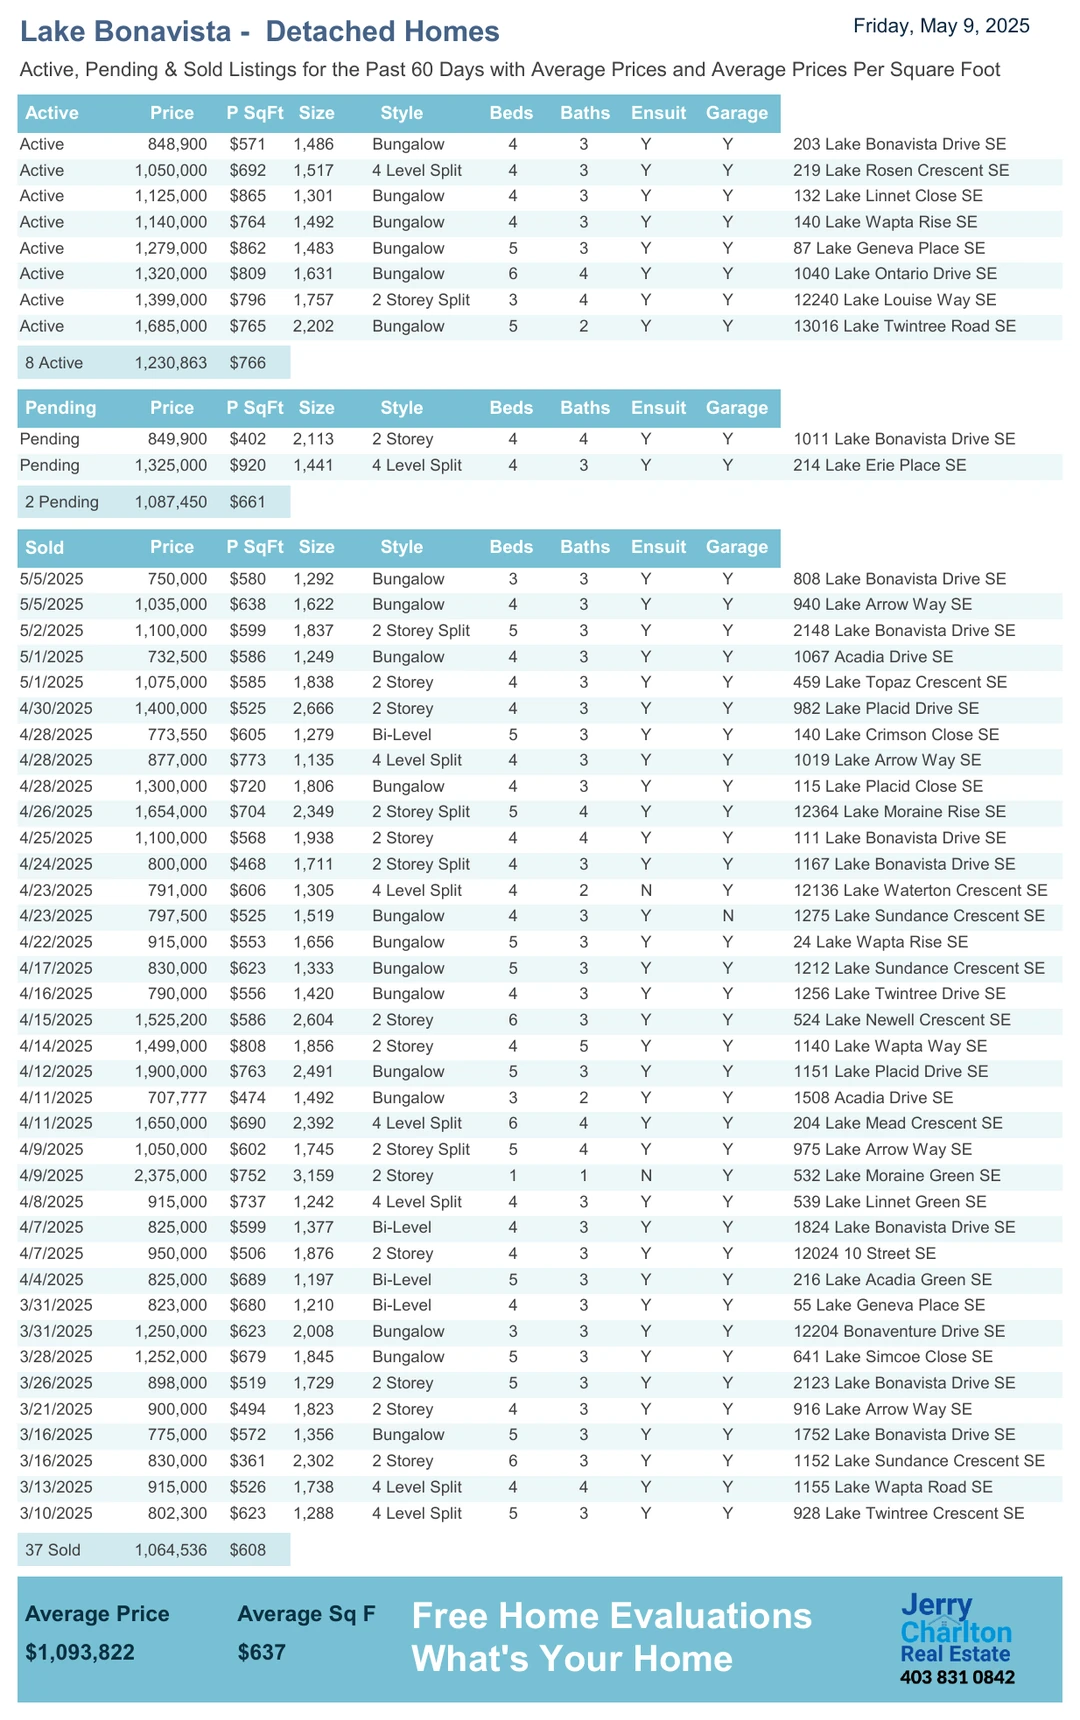 Lake Bonavista - Detached Homes
Friday, May 9, 2025
Active, Pending & Sold Listings for the Past 60 Days with Average Prices and Average Prices Per Square Foot
Active Price P SqFt Size Style Beds Baths Ensuit Garage
Active 848,900 $571 1,486 Bungalow 4 3 Y Y 203 Lake Bonavista Drive SE
Active 1,050,000 $692 1,517 4 Level Split 4 3 Y Y 219 Lake Rosen Crescent SE
Active 1,125,000 $865 1,301 Bungalow 4 3 Y Y 132 Lake Linnet Close SE
Active 1,140,000 $764 1,492 Bungalow 4 3 Y Y 140 Lake Wapta Rise SE
Active 1,279,000 $862 1,483 Bungalow 5 3 Y Y 87 Lake Geneva Place SE
Active 1,320,000 $809 1,631 Bungalow 6 4 Y Y 1040 Lake Ontario Drive SE
Active 1,399,000 $796 1,757 2 Storey Split 3 4 Y Y 12240 Lake Louise Way SE
Active 1,685,000 $765 2,202 Bungalow 5 2 Y Y 13016 Lake Twintree Road SE
8 Active 1,230,863 $766
Pending Price P SqFt Size Style Beds Baths Ensuit Garage
Pending 849,900 $402 2,113 2 Storey 4 4 Y Y 1011 Lake Bonavista Drive SE
Pending 1,325,000 $920 1,441 4 Level Split 4 3 Y Y 214 Lake Erie Place SE
2 Pending 1,087,450 $661
Sold Price P SqFt Size Style Beds Baths Ensuit Garage
5/5/2025 750,000 $580 1,292 Bungalow 3 3 Y Y 808 Lake Bonavista Drive SE
5/5/2025 1,035,000 $638 1,622 Bungalow 4 3 Y Y 940 Lake Arrow Way SE
5/2/2025 1,100,000 $599 1,837 2 Storey Split 5 3 Y Y 2148 Lake Bonavista Drive SE
5/1/2025 732,500 $586 1,249 Bungalow 4 3 Y Y 1067 Acadia Drive SE
5/1/2025 1,075,000 $585 1,838 2 Storey 4 3 Y Y 459 Lake Topaz Crescent SE
4/30/2025 1,400,000 $525 2,666 2 Storey 4 3 Y Y 982 Lake Placid Drive SE
4/28/2025 773,550 $605 1,279 Bi-Level 5 3 Y Y 140 Lake Crimson Close SE
4/28/2025 877,000 $773 1,135 4 Level Split 4 3 Y Y 1019 Lake Arrow Way SE
4/28/2025 1,300,000 $720 1,806 Bungalow 4 3 Y Y 115 Lake Placid Close SE
4/26/2025 1,654,000 $704 2,349 2 Storey Split 5 4 Y Y 12364 Lake Moraine Rise SE
4/25/2025 1,100,000 $568 1,938 2 Storey 4 4 Y Y 111 Lake Bonavista Drive SE
4/24/2025 800,000 $468 1,711 2 Storey Split 4 3 Y Y 1167 Lake Bonavista Drive SE
4/23/2025 791,000 $606 1,305 4 Level Split 4 2 N Y 12136 Lake Waterton Crescent SE
4/23/2025 797,500 $525 1,519 Bungalow 4 3 Y N 1275 Lake Sundance Crescent SE
4/22/2025 915,000 $553 1,656 Bungalow 5 3 Y Y 24 Lake Wapta Rise SE
4/17/2025 830,000 $623 1,333 Bungalow 5 3 Y Y 1212 Lake Sundance Crescent SE
4/16/2025 790,000 $556 1,420 Bungalow 4 3 Y Y 1256 Lake Twintree Drive SE
4/15/2025 1,525,200 $586 2,604 2 Storey 6 3 Y Y 524 Lake Newell Crescent SE
4/14/2025 1,499,000 $808 1,856 2 Storey 4 5 Y Y 1140 Lake Wapta Way SE
4/12/2025 1,900,000 $763 2,491 Bungalow 5 3 Y Y 1151 Lake Placid Drive SE
4/11/2025 707,777 $474 1,492 Bungalow 3 2 Y Y 1508 Acadia Drive SE
4/11/2025 1,650,000 $690 2,392 4 Level Split 6 4 Y Y 204 Lake Mead Crescent SE
4/9/2025 1,050,000 $602 1,745 2 Storey Split 5 4 Y Y 975 Lake Arrow Way SE
4/9/2025 2,375,000 $752 3,159 2 Storey 1 1 N Y 532 Lake Moraine Green SE
4/8/2025 915,000 $737 1,242 4 Level Split 4 3 Y Y 539 Lake Linnet Green SE
4/7/2025 825,000 $599 1,377 Bi-Level 4 3 Y Y 1824 Lake Bonavista Drive SE
4/7/2025 950,000 $506 1,876 2 Storey 4 3 Y Y 12024 10 Street SE
4/4/2025 825,000 $689 1,197 Bi-Level 5 3 Y Y 216 Lake Acadia Green SE
3/31/2025 823,000 $680 1,210 Bi-Level 4 3 Y Y 55 Lake Geneva Place SE
3/31/2025 1,250,000 $623 2,008 Bungalow 3 3 Y Y 12204 Bonaventure Drive SE
3/28/2025 1,252,000 $679 1,845 Bungalow 5 3 Y Y 641 Lake Simcoe Close SE
3/26/2025 898,000 $519 1,729 2 Storey 5 3 Y Y 2123 Lake Bonavista Drive SE
3/21/2025 900,000 $494 1,823 2 Storey 4 3 Y Y 916 Lake Arrow Way SE
3/16/2025 775,000 $572 1,356 Bungalow 5 3 Y Y 1752 Lake Bonavista Drive SE
3/16/2025 830,000 $361 2,302 2 Storey 6 3 Y Y 1152 Lake Sundance Crescent SE
3/13/2025 915,000 $526 1,738 4 Level Split 4 4 Y Y 1155 Lake Wapta Road SE
3/10/2025 802,300 $623 1,288 4 Level Split 5 3 Y Y 928 Lake Twintree Crescent SE
37 Sold 1,064,536 $608
Average Price Average Sq F
$1,093,822 $637
Free Home Evaluations
What's Your Home
Jerry
Charlton
Real Estate
403 831 0842